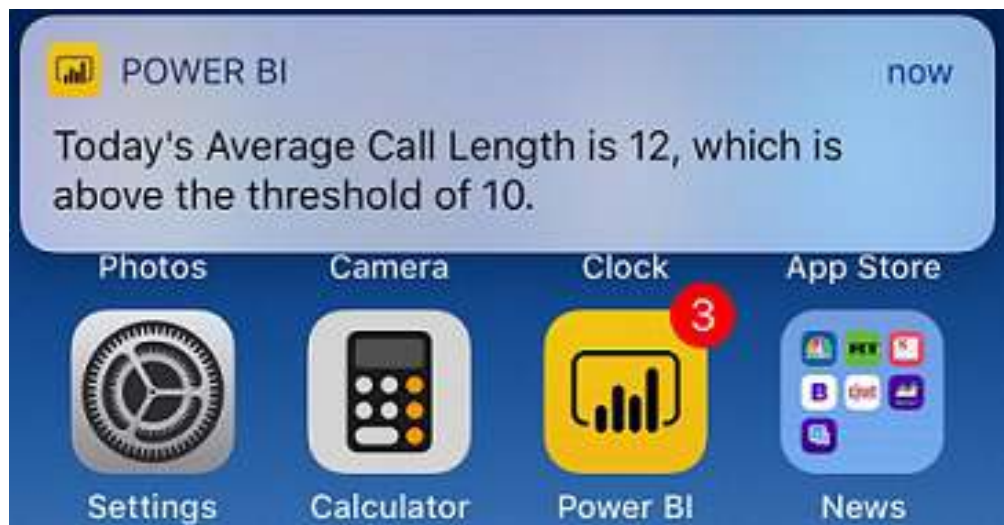 POWER BI now
Today's Average Call Length is 12, which is
above the threshold of 10.
Photos Camera Clock App Store
3
B
Settings Calculator Power BI News